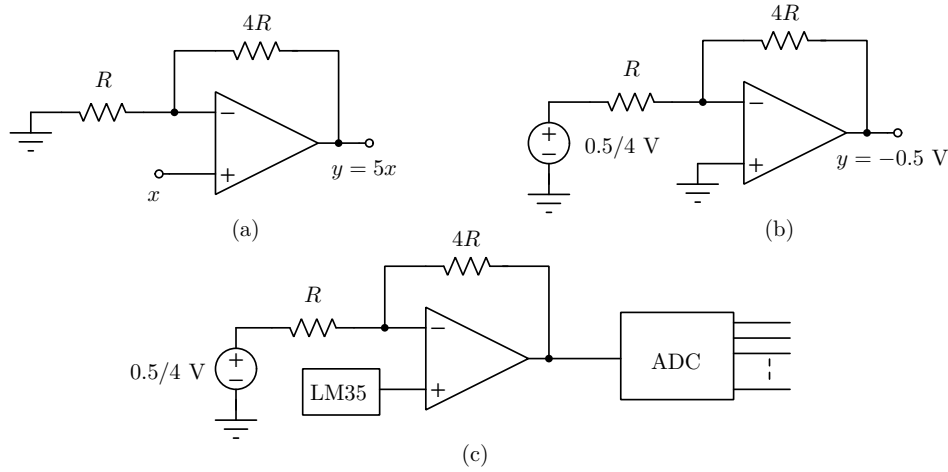 4R
R
−
+
x
y = 5x
(a)
4R
R
+
−
0.5/4 V
−
+
y = −0.5 V
(b)
4R
R
+
−
0.5/4 V
LM35
−
+
ADC
(c)